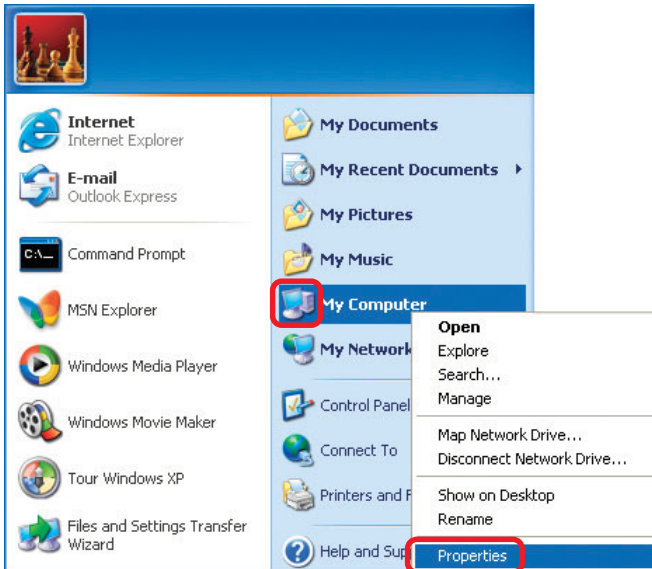 Internet
Internet Explorer
E-mail
Outlook Express
C:\_
Command Prompt
MSN Explorer
Windows Media Player
Windows Movie Maker
Tour Windows XP
Files and Settings Transfer
Wizard
My Documents
My Recent Documents
My Pictures
My Music
My Computer
My Network
Control Panel
Connect To
Printers and F
Help and Sup
Open
Explore
Search...
Manage
Map Network Drive...
Disconnect Network Drive...
Show on Desktop
Rename
Properties